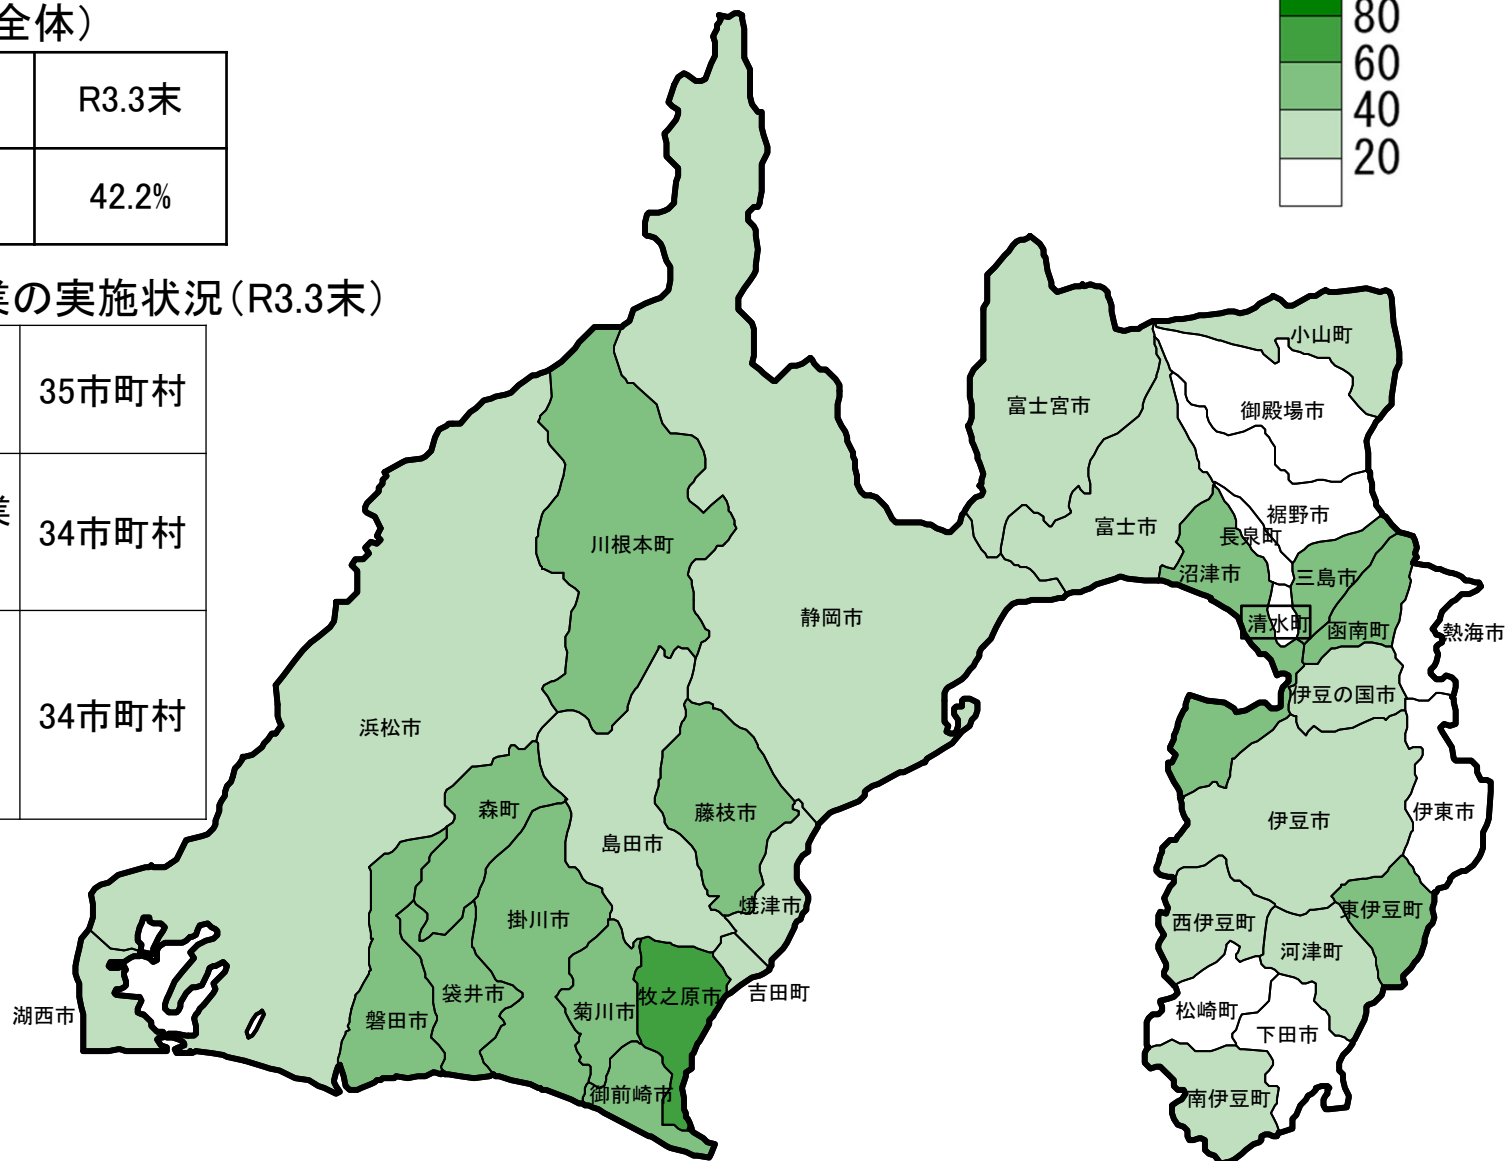 全体）
R3.3末
42.2%
業の実施状況（R3.3末）
35市町村
業
34市町村
34市町村
80
60
40
20
小山町
御殿場市
富士宮市
裾野市
富士市
長泉町
川根本町
沼津市
三島市
静岡市
清水町
函南町
熱海市
伊豆の国市
浜松市
森町
藤枝市
伊豆市
伊東市
島田市
焼津市
掛川市
東伊豆町
西伊豆町
河津町
袋井市
牧之原市
吉田町
湖西市
磐田市
菊川市
松崎町
下田市
御前崎市
南伊豆町